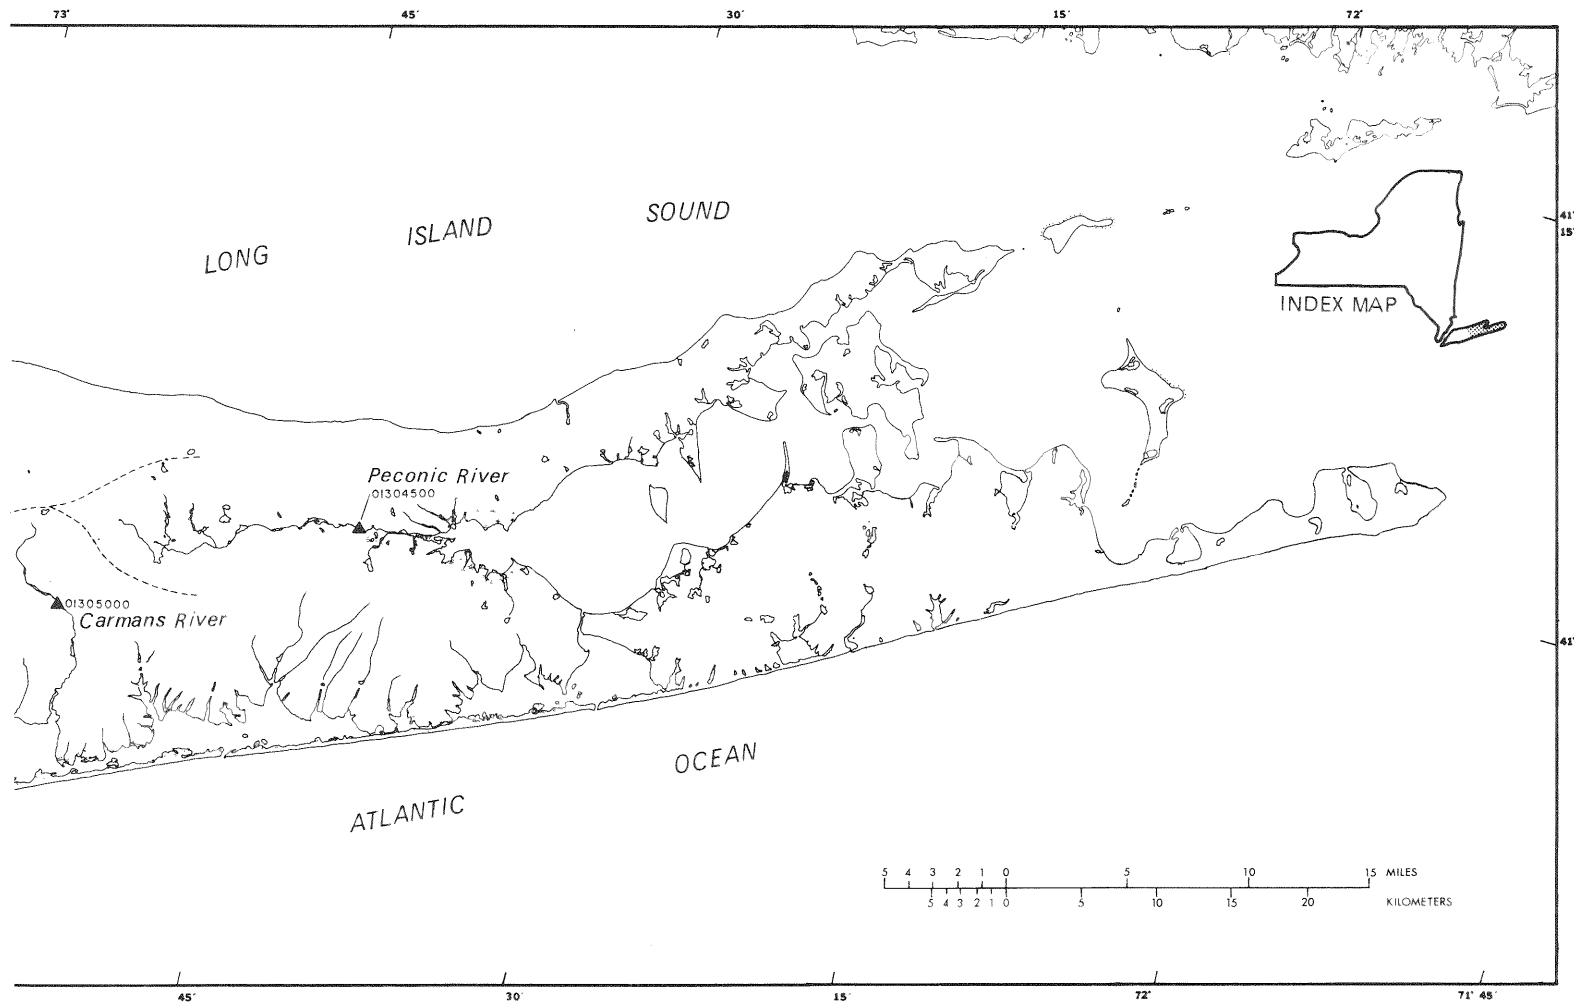 73° 45′ 30′ 15′ 72°
LONG ISLAND SOUND
41°
15′
INDEX MAP
Peconic River
01304500
01305000
Carmans River
41°
OCEAN
ATLANTIC
5 4 3 2 1 0 5 10 15 MILES
5 4 3 2 1 0 5 10 15 20 KILOMETERS
45′ 30′ 15′ 72° 71° 45′